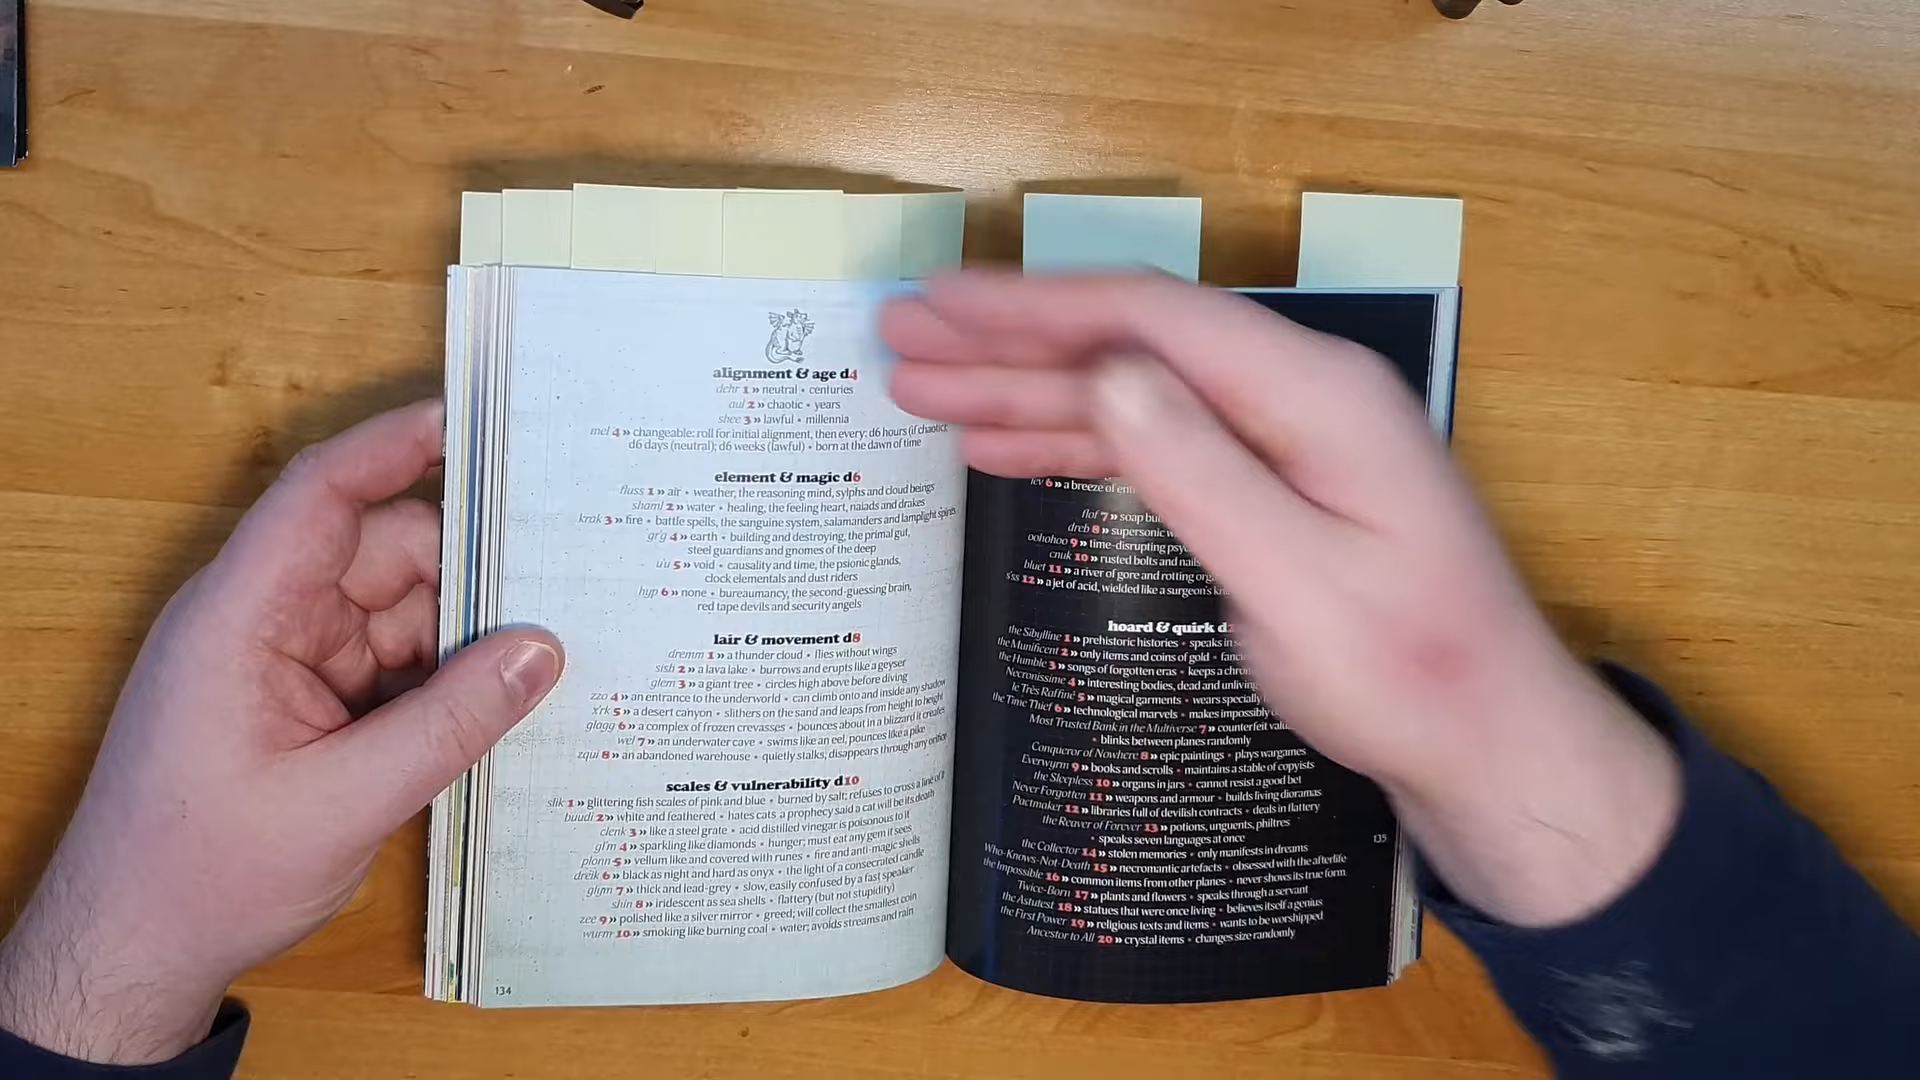 alignment & age d4
dehr 1 » neutral • centuries
aul 2 » chaotic • years
shee 3 » lawful • millennia
mel 4 » changeable: roll for initial alignment, then every: d6 hours (if chaotic);
d6 days (neutral); d6 weeks (lawful) • born at the dawn of time
element & magic d6
fluss 1 » air • weather, the reasoning mind, sylphs and cloud beings
shaml 2 » water • healing, the feeling heart, naiads and drakes
krak 3 » fire • battle spells, the sanguine system, salamanders and lamplight spirits
grg 4 » earth • building and destroying, the primal gut,
steel guardians and gnomes of the deep
u'u 5 » void • causality and time, the psionic glands,
clock elementals and dust riders
hyp 6 » none • bureaumancy, the second-guessing brain,
red tape devils and security angels
lair & movement d8
dremm 1 » a thunder cloud • flies without wings
sish 2 » a lava lake • burrows and erupts like a geyser
glem 3 » a giant tree • circles high above before diving
zzo 4 » an entrance to the underworld • can climb onto and inside any shadow
x'rk 5 » a desert canyon • slithers on the sand and leaps from height to height
glagg 6 » a complex of frozen crevasses • bounces about in a blizzard it creates
wel 7 » an underwater cave • swims like an eel, pounces like a pike
zqui 8 » an abandoned warehouse • quietly stalks; disappears through any orifice
scales & vulnerability d10
slik 1 » glittering fish scales of pink and blue • burned by salt; refuses to cross a line of it
buudi 2 » white and feathered • hates cats: a prophecy said a cat will be its death
clenk 3 » like a steel grate • acid distilled vinegar is poisonous to it
gl'm 4 » sparkling like diamonds • hunger; must eat any gem it sees
plonn 5 » vellum like and covered with runes • fire and anti-magic shells
dreik 6 » black as night and hard as onyx • the light of a consecrated candle
glym 7 » thick and lead-grey • slow, easily confused by a fast speaker
shin 8 » iridescent as sea shells • flattery (but not stupidity)
zee 9 » polished like a silver mirror • greed; will collect the smallest coin
wurm 10 » smoking like burning coal • water; avoids streams and rain
134
lev 6 » a breeze of
flof 7 » soap
dreb 8 » supersonic
oohohoo 9 » time-disrupting
cnuk 10 » rusted bolts and nails
bluet 11 » a river of gore and rotting
s'ss 12 » a jet of acid, wielded like a surgeon's
hoard & quirk
the Sibylline 1 » prehistoric histories • speaks in
the Munificent 2 » only items and coins of gold •
the Humble 3 » songs of forgotten eras • keeps a
Necronissime 4 » interesting bodies, dead and unliving
le Très Raffiné 5 » magical garments • wears specially
the Time Thief 6 » technological marvels • makes impossibly
Most Trusted Bank in the Multiverse 7 » counterfeit
• blinks between planes randomly
Conqueror of Nowhere 8 » epic paintings • plays wargames
Everwyrm 9 » books and scrolls • maintains a stable of copyists
the Sleepless 10 » organs in jars • cannot resist a good bet
Never Forgotten 11 » weapons and armour • builds living dioramas
Pactmaker 12 » libraries full of devilish contracts • deals in flattery
the Reaver of Forever 13 » potions, unguents, philtres
• speaks seven languages at once
the Collector 14 » stolen memories • only manifests in dreams
Who-Knows-Not-Death 15 » necromantic artefacts • obsessed with the afterlife
the Impossible 16 » common items from other planes • never shows its true form
Twice-Born 17 » plants and flowers • speaks through a servant
the Astutest 18 » statues that were once living • believes itself a genius
the First Power 19 » religious texts and items • wants to be worshipped
Ancestor to All 20 » crystal items • changes size randomly
135